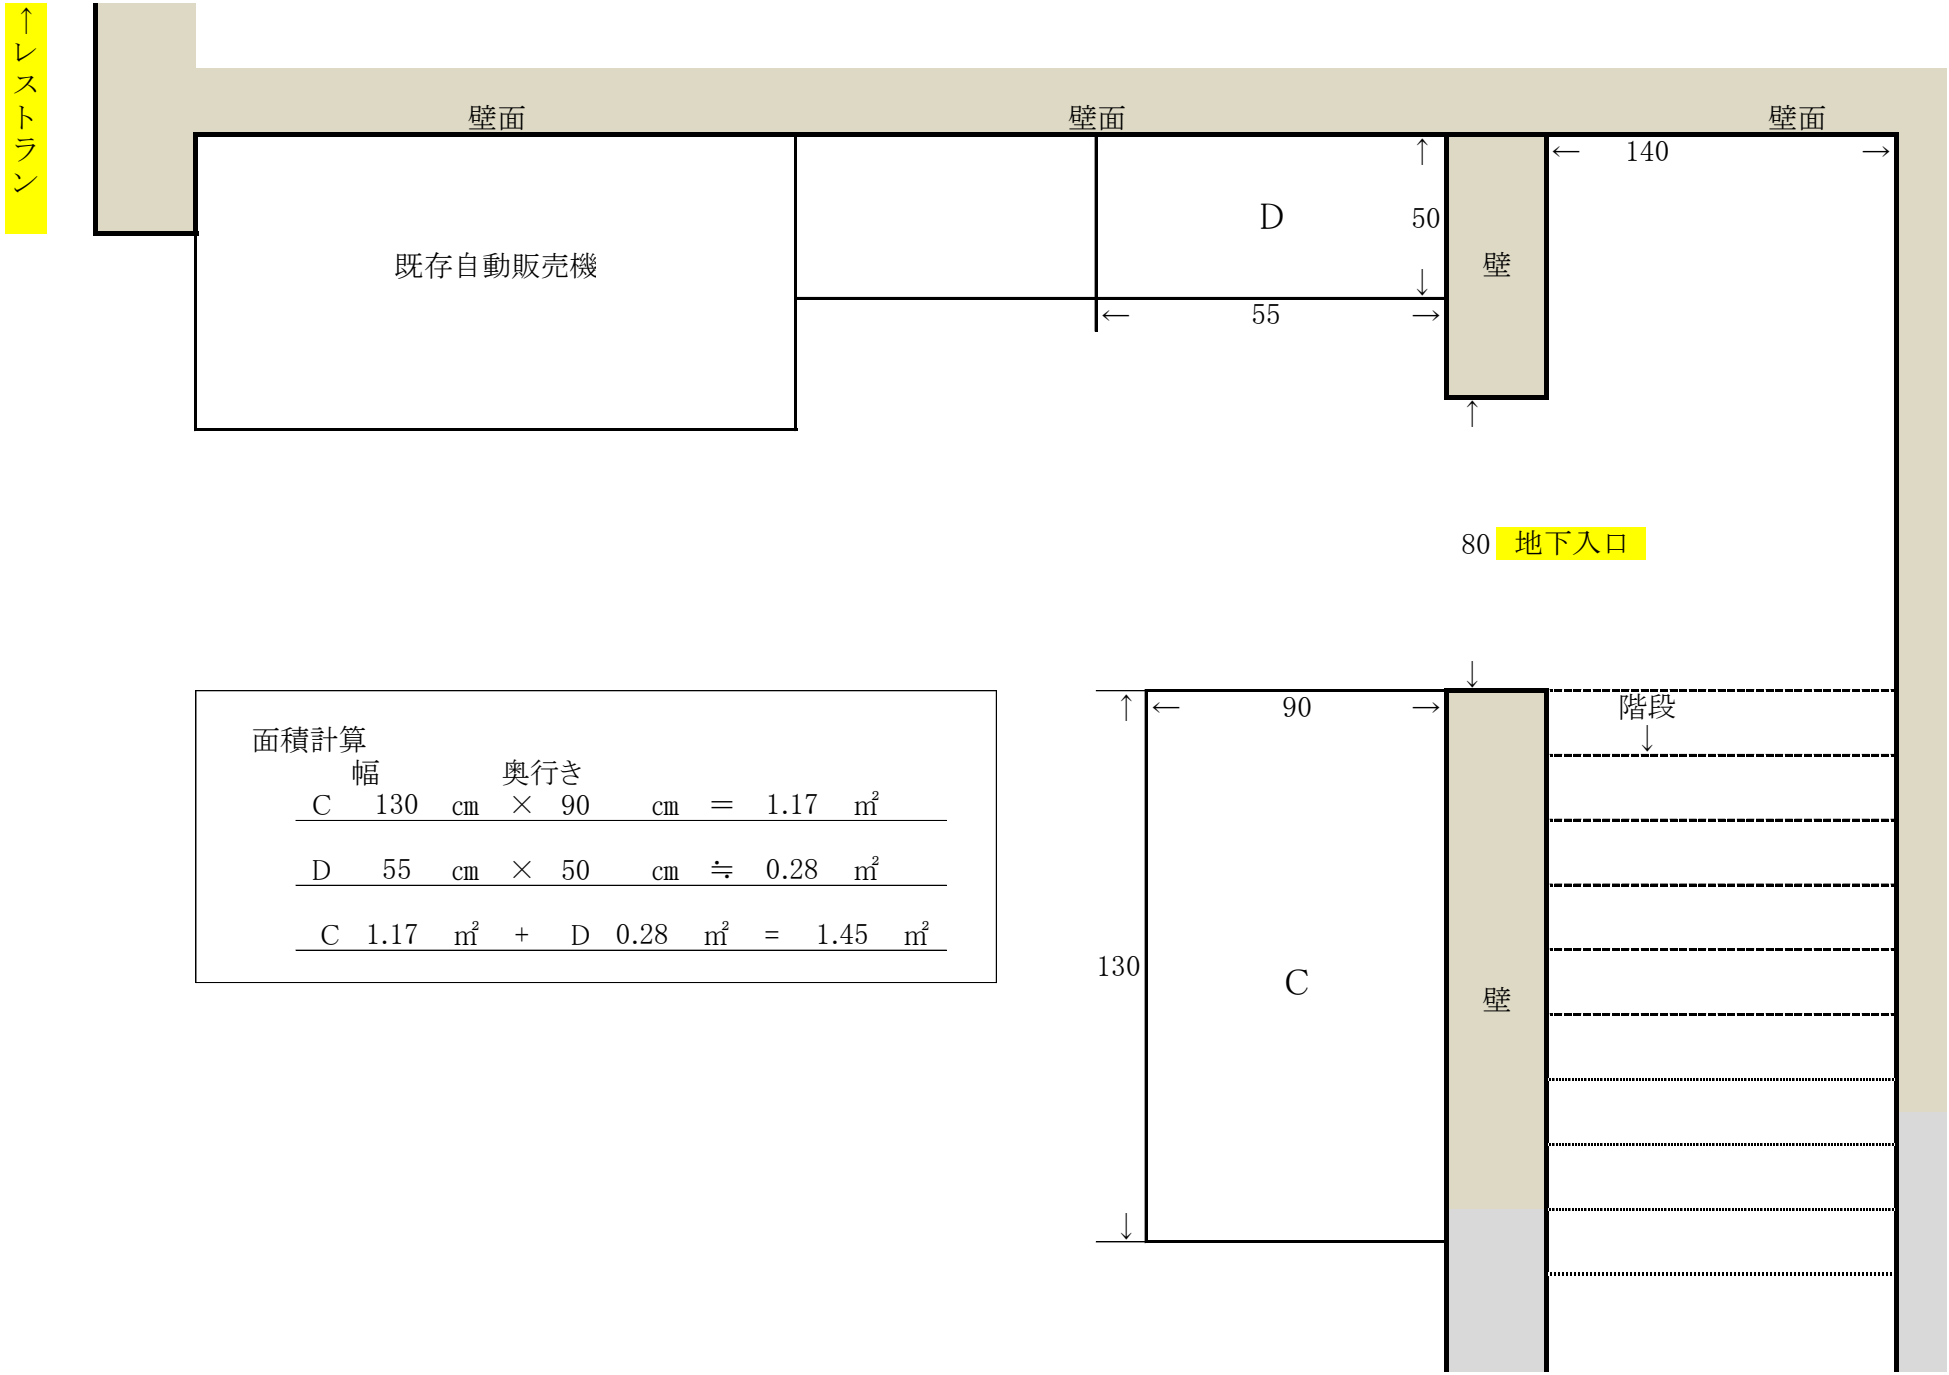 ↑レストラン
壁面 壁面 壁面
← 140 →
↑
50
↓
D
壁
既存自動販売機
← 55 →
↑
80
↓
地下入口
階段
↓
↑
130
↓
← 90 →
C
壁
面積計算
幅 奥行き
C 130 ㎝ × 90 ㎝ ＝ 1.17 ㎡
D 55 ㎝ × 50 ㎝ ≒ 0.28 ㎡
C 1.17 ㎡ + D 0.28 ㎡ = 1.45 ㎡